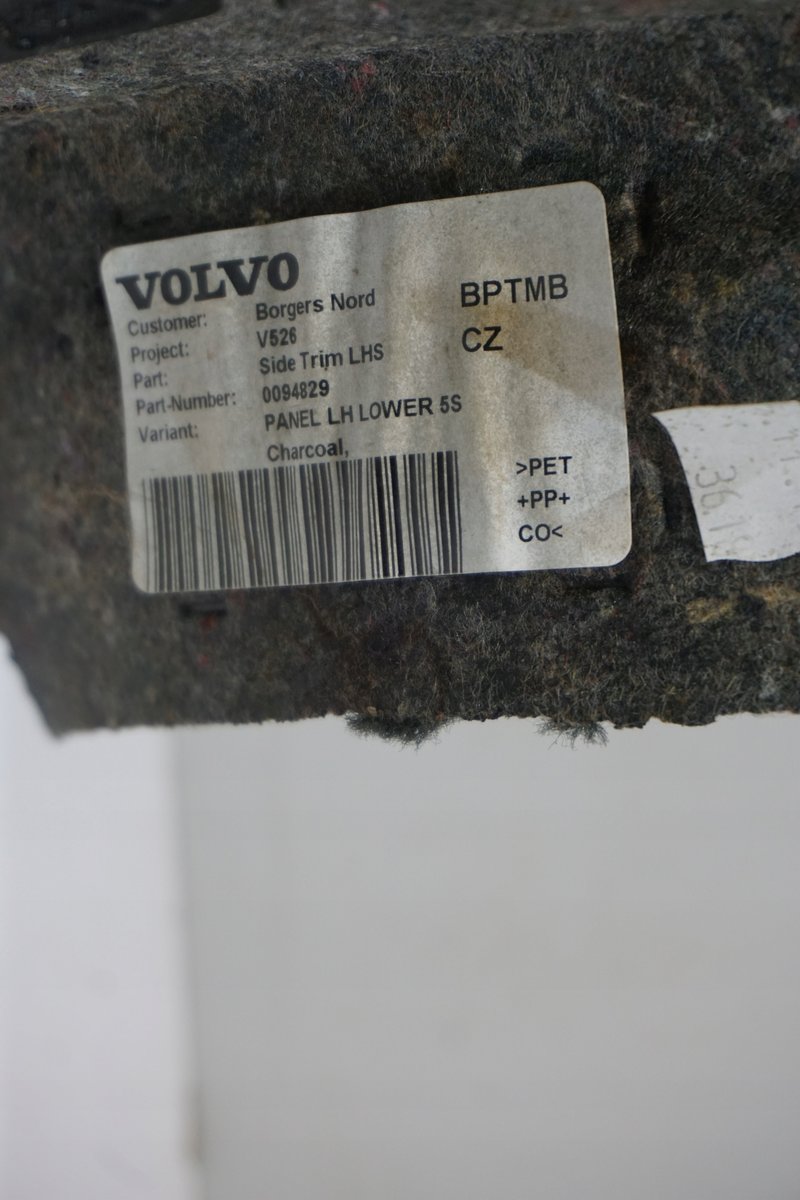 VOLVO
Customer: Borgers Nord
Project: V526
Part: Side Trim LHS
Part-Number: 0094829
Variant: PANEL LH LOWER 5S
Charcoal,
BPTMB
CZ
>PET
+PP+
CO<